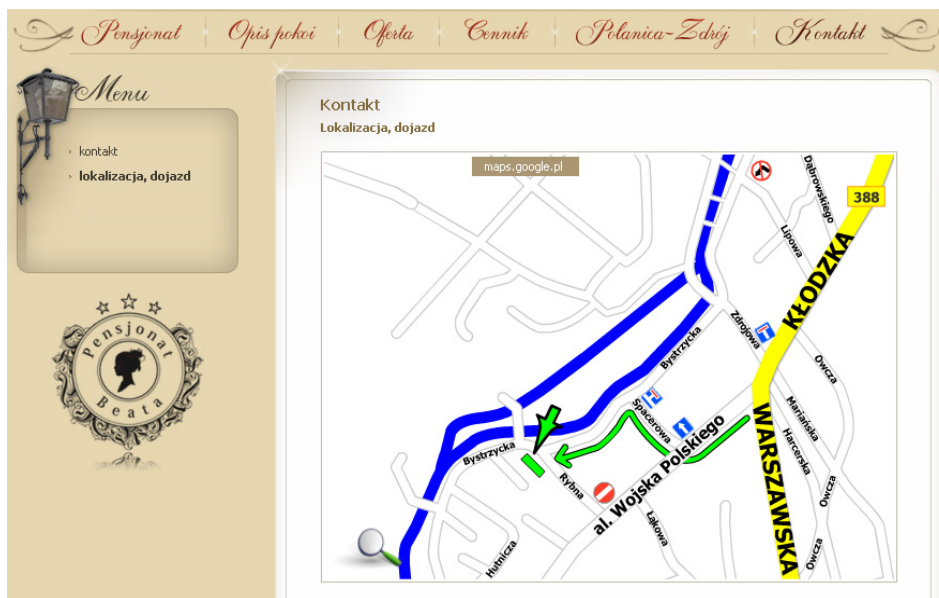 Pensjonat
Opis pokoi
Oferta
Cennik
Polanica-Zdrój
Kontakt
Menu
kontakt
lokalizacja, dojazd
Pensjonat
Beata
Kontakt
Lokalizacja, dojazd
maps.google.pl
Dąbrowskiego
388
Lipowa
KŁODZKA
Zdrojowa
Bystrzycka
Owcza
Spacerowa
Mariańska
Harcerska
WARSZAWSKA
al. Wojska Polskiego
Bystrzycka
Rybna
Łąkowa
Owcza
Owcza
Hutnicza